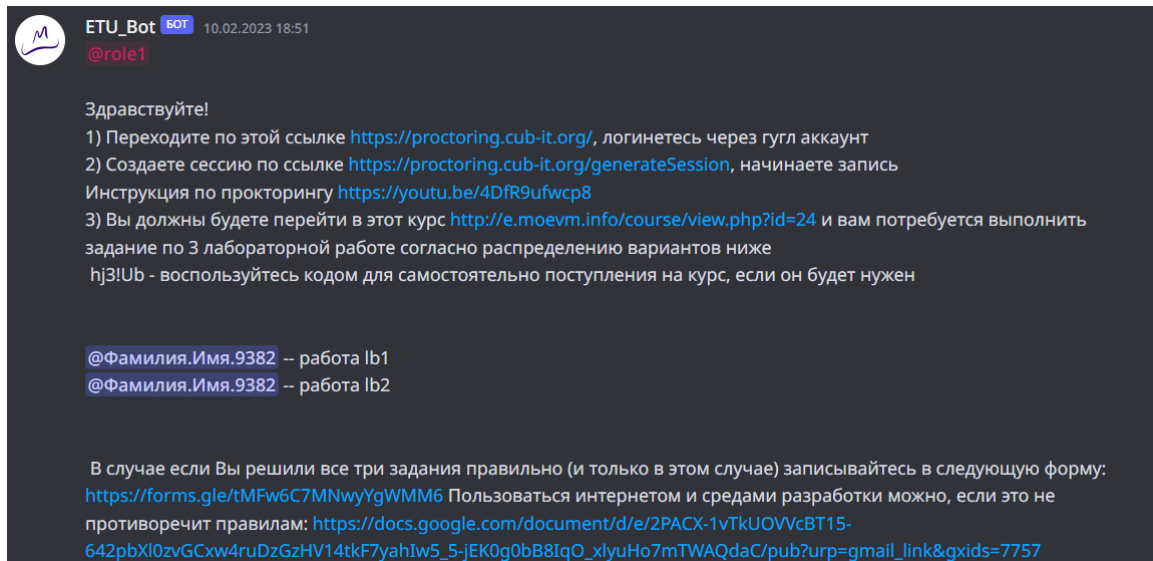 ETU_Bot БОТ 10.02.2023 18:51
@role1
Здравствуйте!
1) Переходите по этой ссылке https://proctoring.cub-it.org/, логинетесь через гугл аккаунт
2) Создаете сессию по ссылке https://proctoring.cub-it.org/generateSession, начинаете запись
Инструкция по прокторингу https://youtu.be/4DfR9ufwcp8
3) Вы должны будете перейти в этот курс http://e.moevm.info/course/view.php?id=24 и вам потребуется выполнить
задание по 3 лабораторной работе согласно распределению вариантов ниже
hj3!Ub - воспользуйтесь кодом для самостоятельно поступления на курс, если он будет нужен
@Фамилия.Имя.9382 -- работа lb1
@Фамилия.Имя.9382 -- работа lb2
В случае если Вы решили все три задания правильно (и только в этом случае) записывайтесь в следующую форму:
https://forms.gle/tMFw6C7MNwyYgWMM6 Пользоваться интернетом и средами разработки можно, если это не
противоречит правилам: https://docs.google.com/document/d/e/2PACX-1vTkUOVVcBT15-
642pbXl0zvGCxw4ruDzGzHV14tkF7yahIw5_5-jEK0g0bB8IqO_xlyuHo7mTWAQdaC/pub?urp=gmail_link&gxids=7757